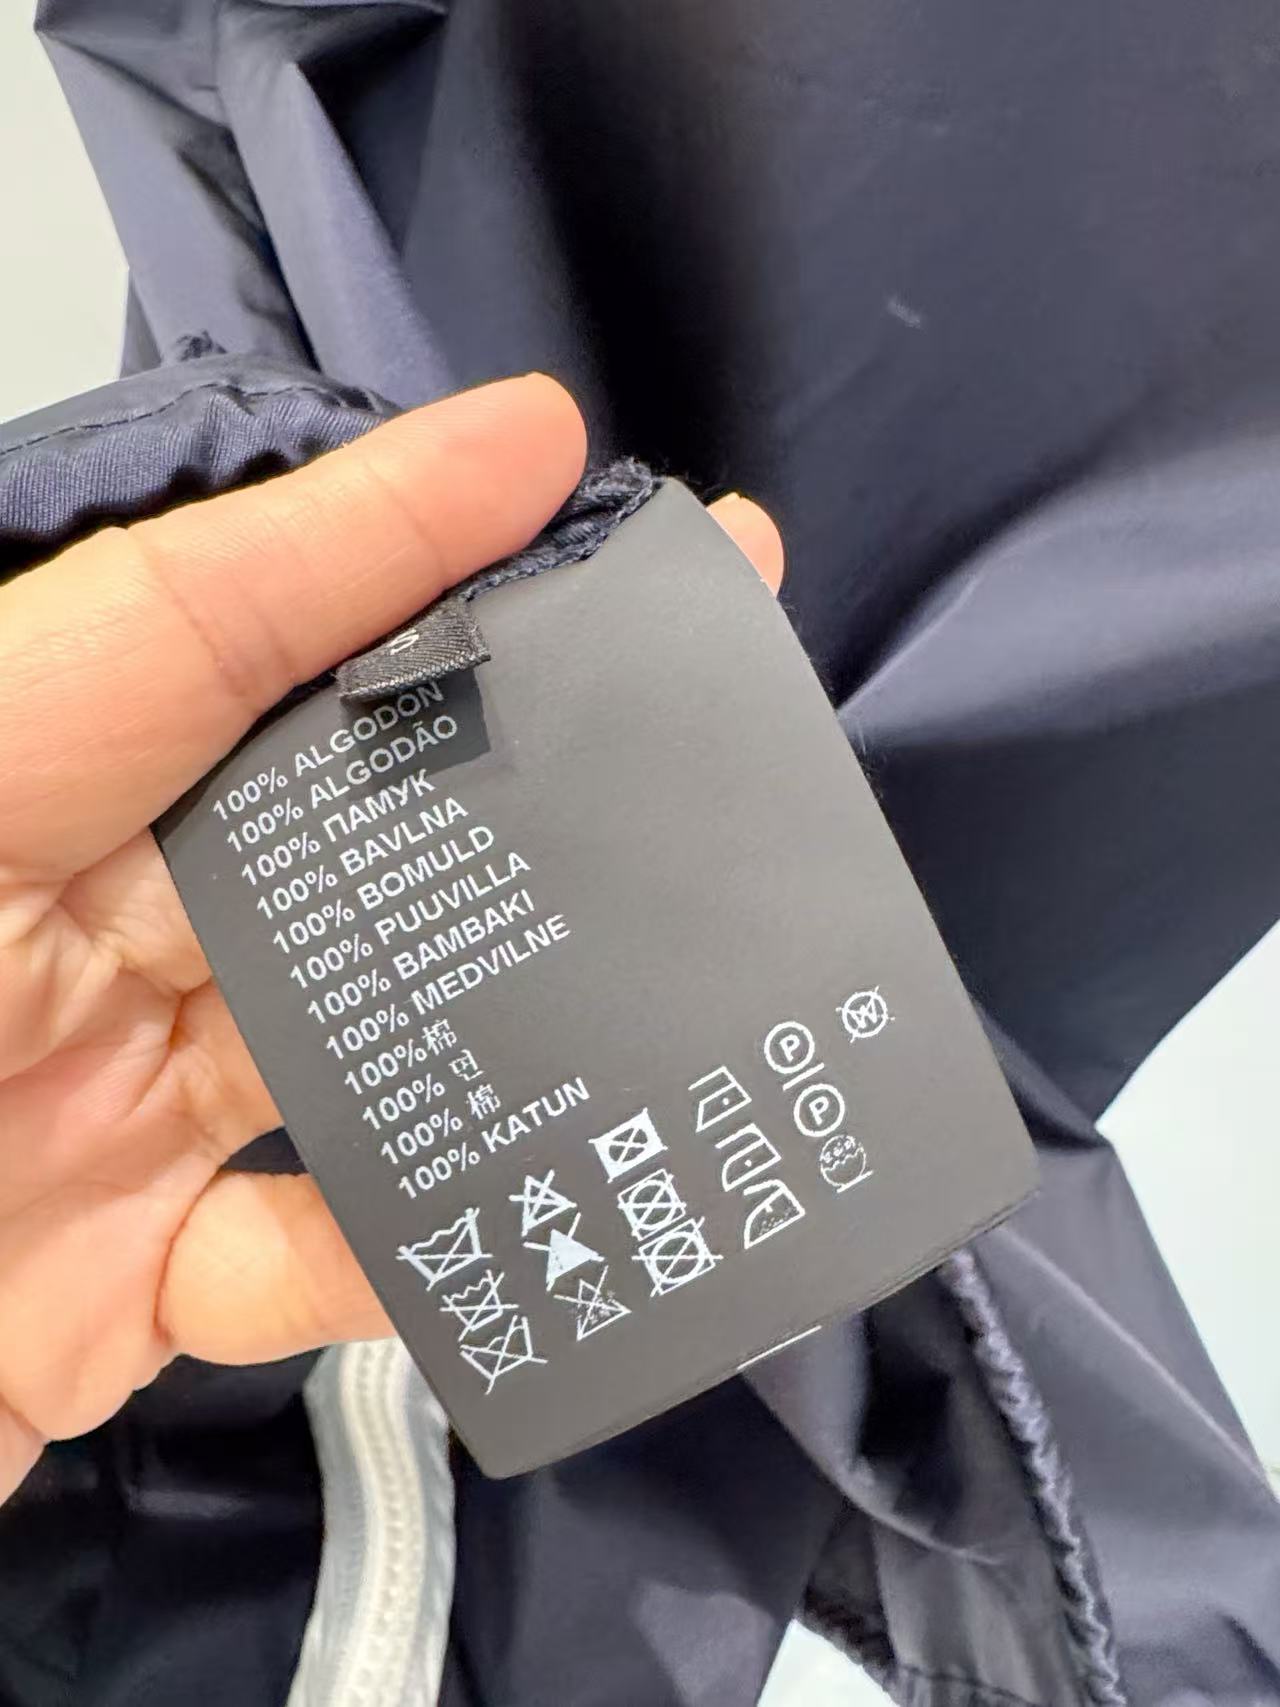 S
100% ALGODON
100% ALGODÃO
100% ПАМУК
100% BAVLNA
100% BOMULD
100% PUUVILLA
100% BAMBAKI
100% MEDVILNE
100%棉
100% 면
100% 棉
100% KATUN
P
W
P